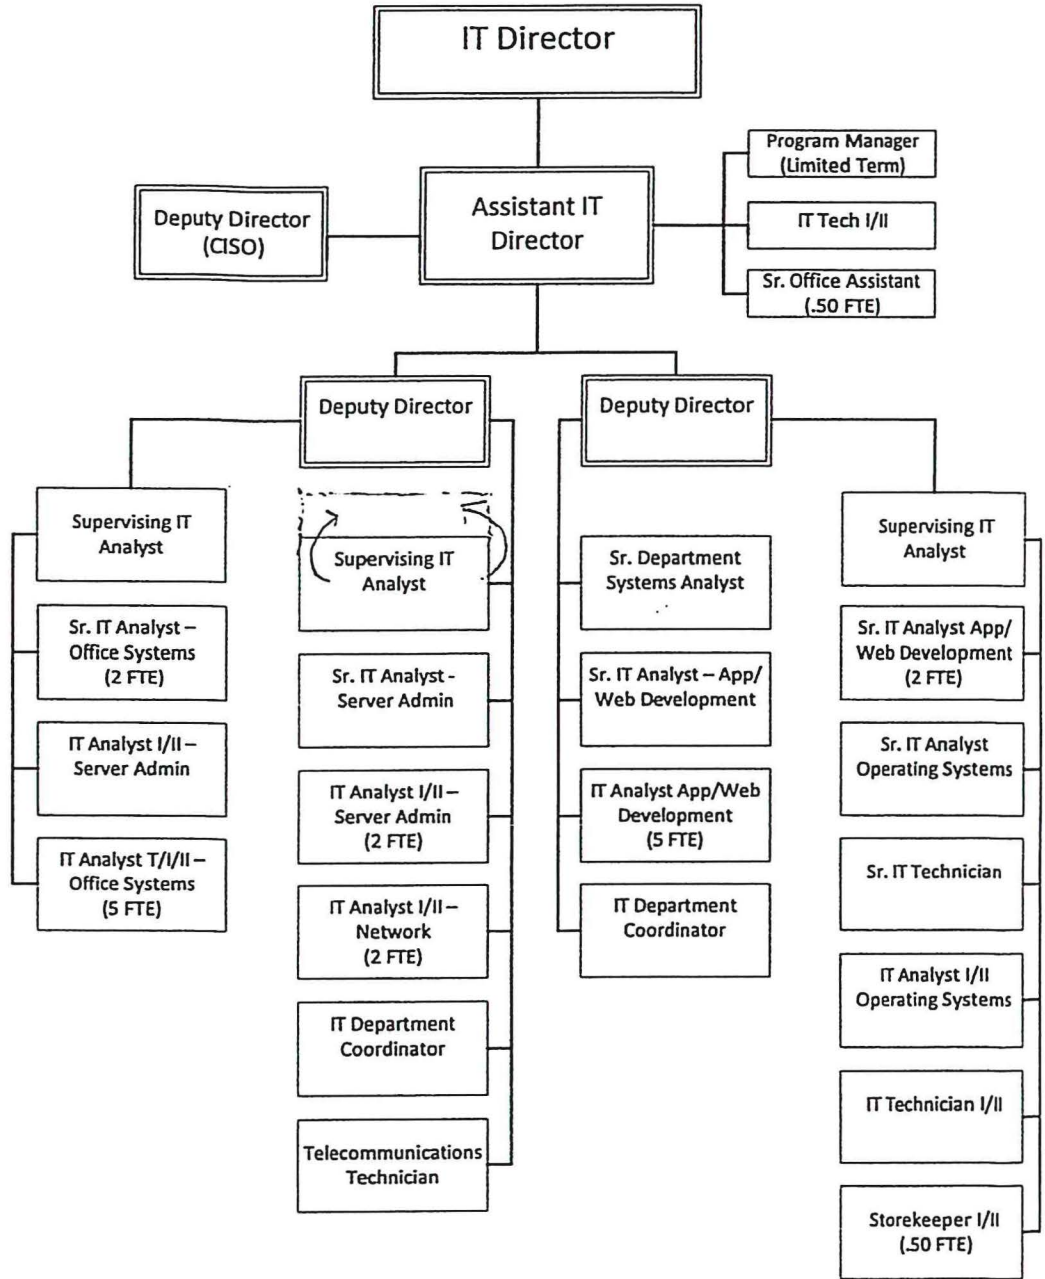 IT Director
Program Manager
(Limited Term)
Deputy Director
(CISO)
Assistant IT
Director
IT Tech I/II
Sr. Office Assistant
(.50 FTE)
Deputy Director
Deputy Director
Supervising IT
Analyst
Sr. IT Analyst –
Office Systems
(2 FTE)
IT Analyst I/II –
Server Admin
IT Analyst T/I/II –
Office Systems
(5 FTE)
Supervising IT
Analyst
Sr. IT Analyst -
Server Admin
IT Analyst I/II –
Server Admin
(2 FTE)
IT Analyst I/II –
Network
(2 FTE)
IT Department
Coordinator
Telecommunications
Technician
Sr. Department
Systems Analyst
Sr. IT Analyst – App/
Web Development
IT Analyst App/Web
Development
(5 FTE)
IT Department
Coordinator
Supervising IT
Analyst
Sr. IT Analyst App/
Web Development
(2 FTE)
Sr. IT Analyst
Operating Systems
Sr. IT Technician
IT Analyst I/II
Operating Systems
IT Technician I/II
Storekeeper I/II
(.50 FTE)